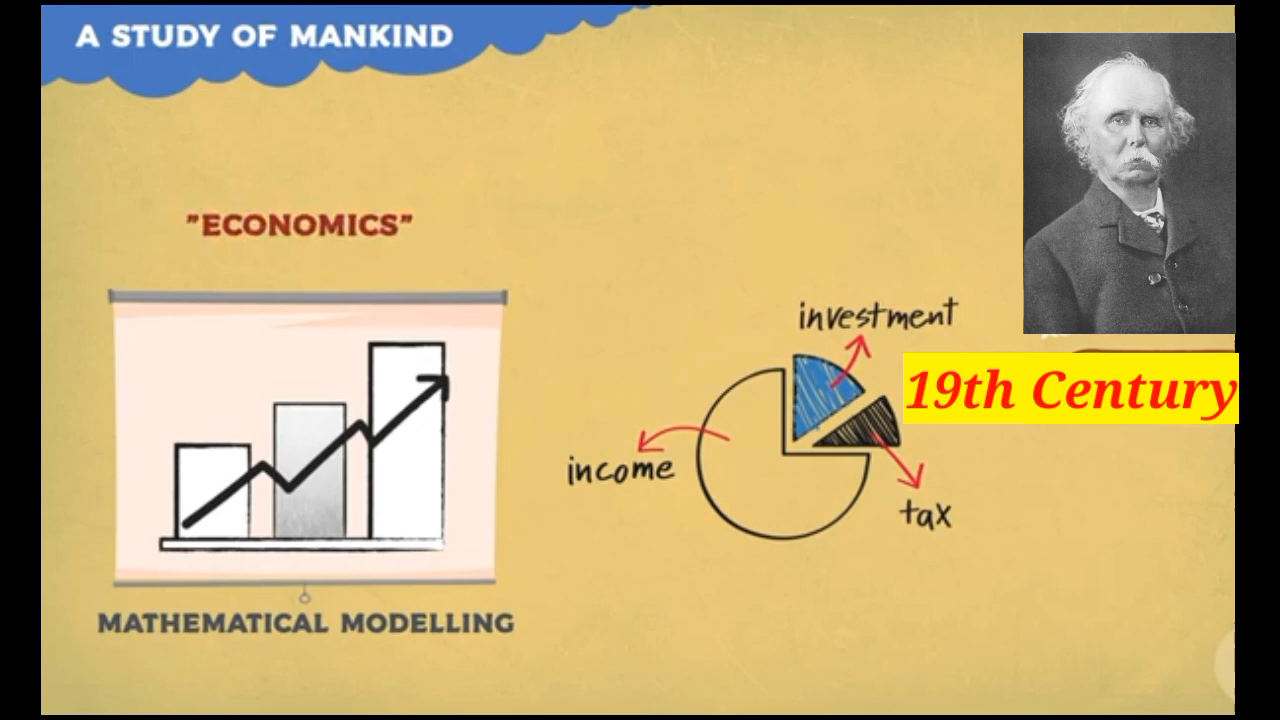 A STUDY OF MANKIND
"ECONOMICS"
investment
19th Century
income
tax
MATHEMATICAL MODELLING